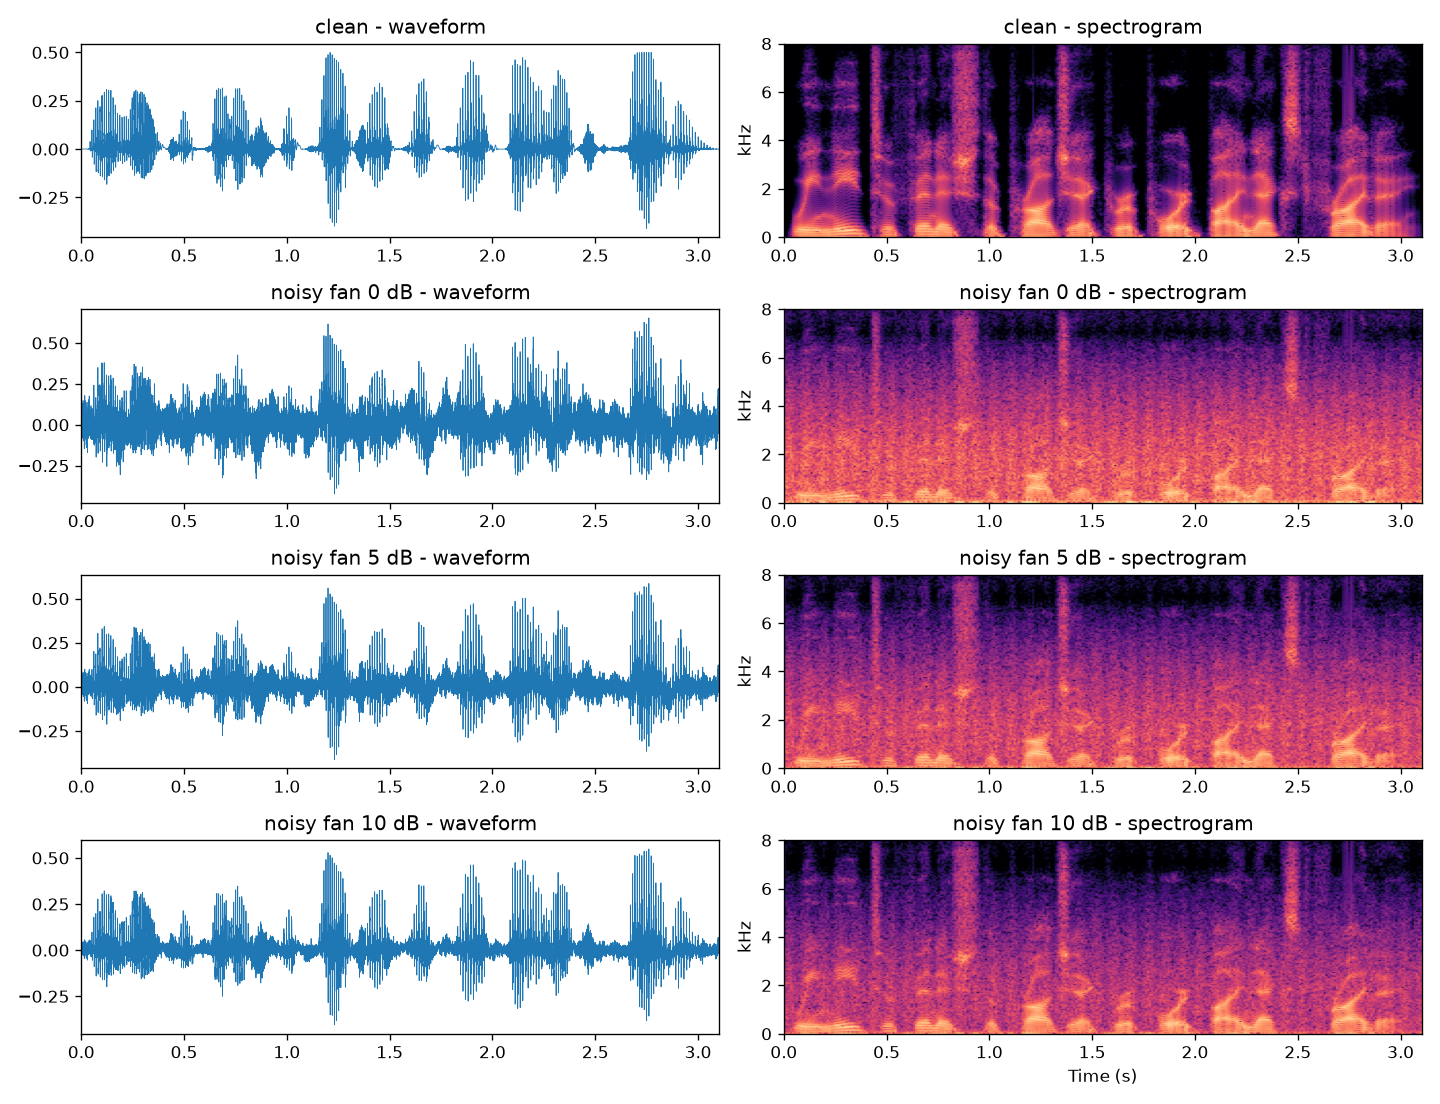 clean - waveform
0.50
0.25
0.00
−0.25
0.0 0.5 1.0 1.5 2.0 2.5 3.0
clean - spectrogram
kHz
8
6
4
2
0
0.0 0.5 1.0 1.5 2.0 2.5 3.0
noisy fan 0 dB - waveform
0.50
0.25
0.00
−0.25
0.0 0.5 1.0 1.5 2.0 2.5 3.0
noisy fan 0 dB - spectrogram
kHz
8
6
4
2
0
0.0 0.5 1.0 1.5 2.0 2.5 3.0
noisy fan 5 dB - waveform
0.50
0.25
0.00
−0.25
0.0 0.5 1.0 1.5 2.0 2.5 3.0
noisy fan 5 dB - spectrogram
kHz
8
6
4
2
0
0.0 0.5 1.0 1.5 2.0 2.5 3.0
noisy fan 10 dB - waveform
0.50
0.25
0.00
−0.25
0.0 0.5 1.0 1.5 2.0 2.5 3.0
noisy fan 10 dB - spectrogram
kHz
8
6
4
2
0
0.0 0.5 1.0 1.5 2.0 2.5 3.0
Time (s)